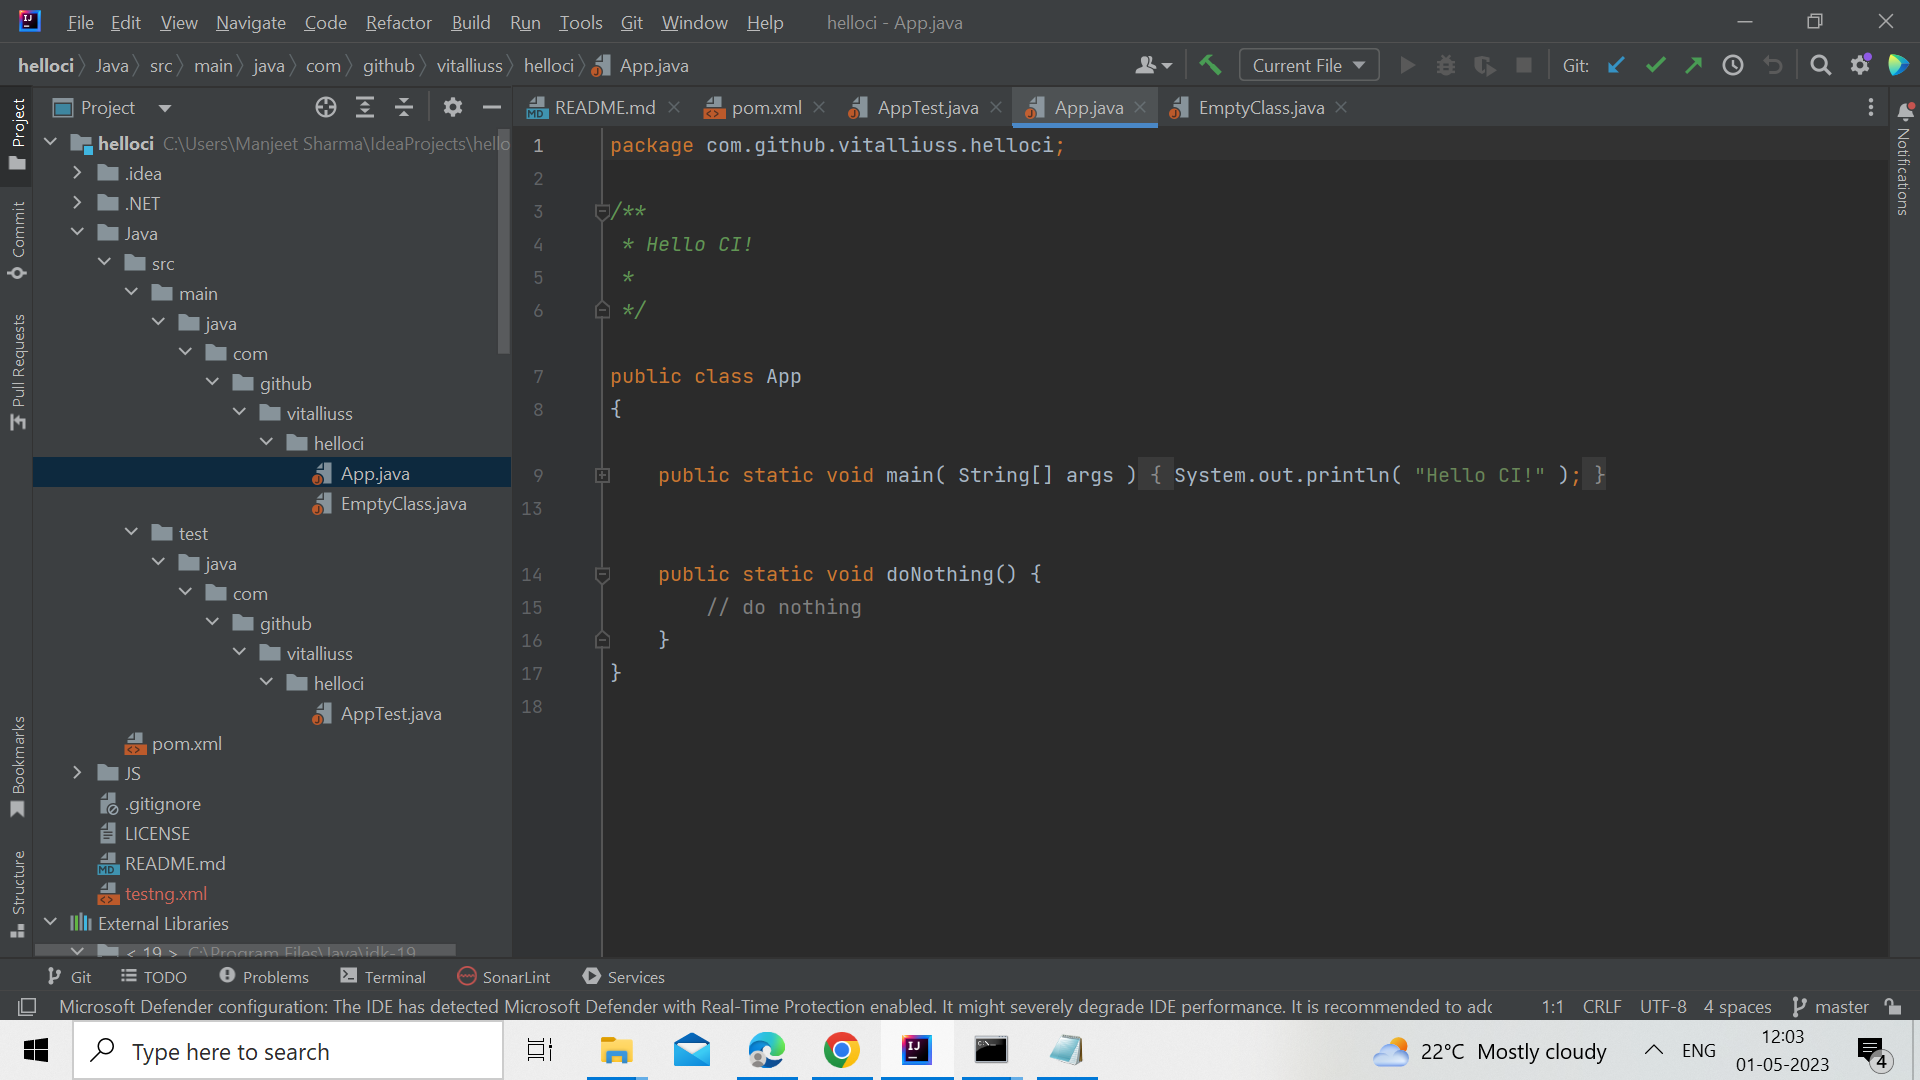 File Edit View Navigate Code Refactor Build Run Tools Git Window Help helloci - App.java
helloci Java src main java com github vitalliuss helloci App.java Current File Git:
Project
README.md pom.xml AppTest.java App.java EmptyClass.java
Project
Commit
Pull Requests
Bookmarks
Structure
Notifications
helloci C:\Users\Manjeet Sharma\IdeaProjects\hello
.idea
.NET
Java
src
main
java
com
github
vitalliuss
helloci
App.java
EmptyClass.java
test
java
com
github
vitalliuss
helloci
AppTest.java
pom.xml
JS
.gitignore
LICENSE
README.md
testng.xml
External Libraries
< 19 > C:\Program Files\Java\jdk-19
1 package com.github.vitalliuss.helloci;
2
3 /**
4 * Hello CI!
5 *
6 */
7 public class App
8 {
9 public static void main( String[] args ) { System.out.println( "Hello CI!" ); }
13
14 public static void doNothing() {
15 // do nothing
16 }
17 }
18
Git TODO Problems Terminal SonarLint Services
Microsoft Defender configuration: The IDE has detected Microsoft Defender with Real-Time Protection enabled. It might severely degrade IDE performance. It is recommended to adc 1:1 CRLF UTF-8 4 spaces master
Type here to search
22°C Mostly cloudy ENG 12:03
01-05-2023
4